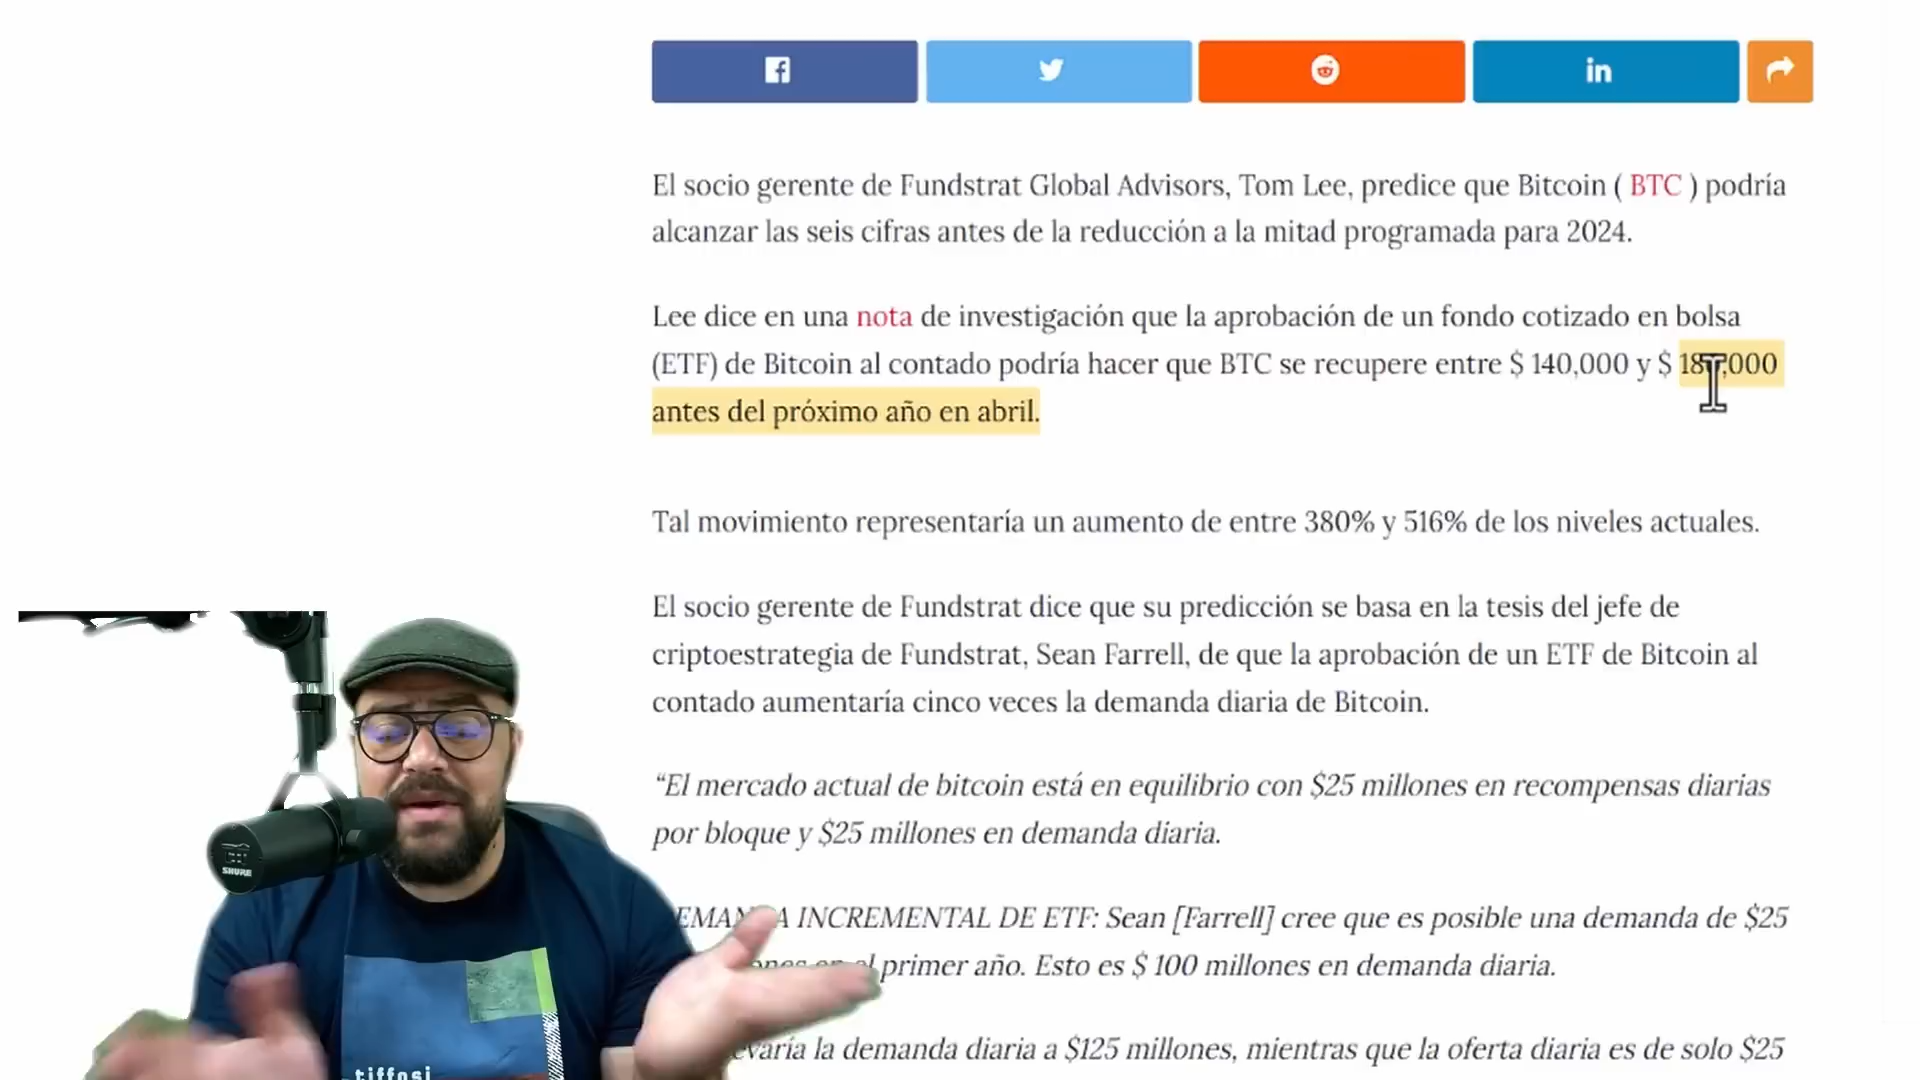 El socio gerente de Fundstrat Global Advisors, Tom Lee, predice que Bitcoin ( BTC ) podría
alcanzar las seis cifras antes de la reducción a la mitad programada para 2024.
Lee dice en una nota de investigación que la aprobación de un fondo cotizado en bolsa
(ETF) de Bitcoin al contado podría hacer que BTC se recupere entre $ 140,000 y $
antes del próximo año en abril.
Tal movimiento representaría un aumento de entre 380% y 516% de los niveles actuales.
El socio gerente de Fundstrat dice que su predicción se basa en la tesis del jefe de
criptoestrategia de Fundstrat, Sean Farrell, de que la aprobación de un ETF de Bitcoin al
contado aumentaría cinco veces la demanda diaria de Bitcoin.
“El mercado actual de bitcoin está en equilibrio con $25 millones en recompensas diarias
por bloque y $25 millones en demanda diaria.
INCREMENTAL DE ETF: Sean [Farrell] cree que es posible una demanda de $25
primer año. Esto es $ 100 millones en demanda diaria.
la demanda diaria a $125 millones, mientras que la oferta diaria es de solo $25
SHURE
tiffosi